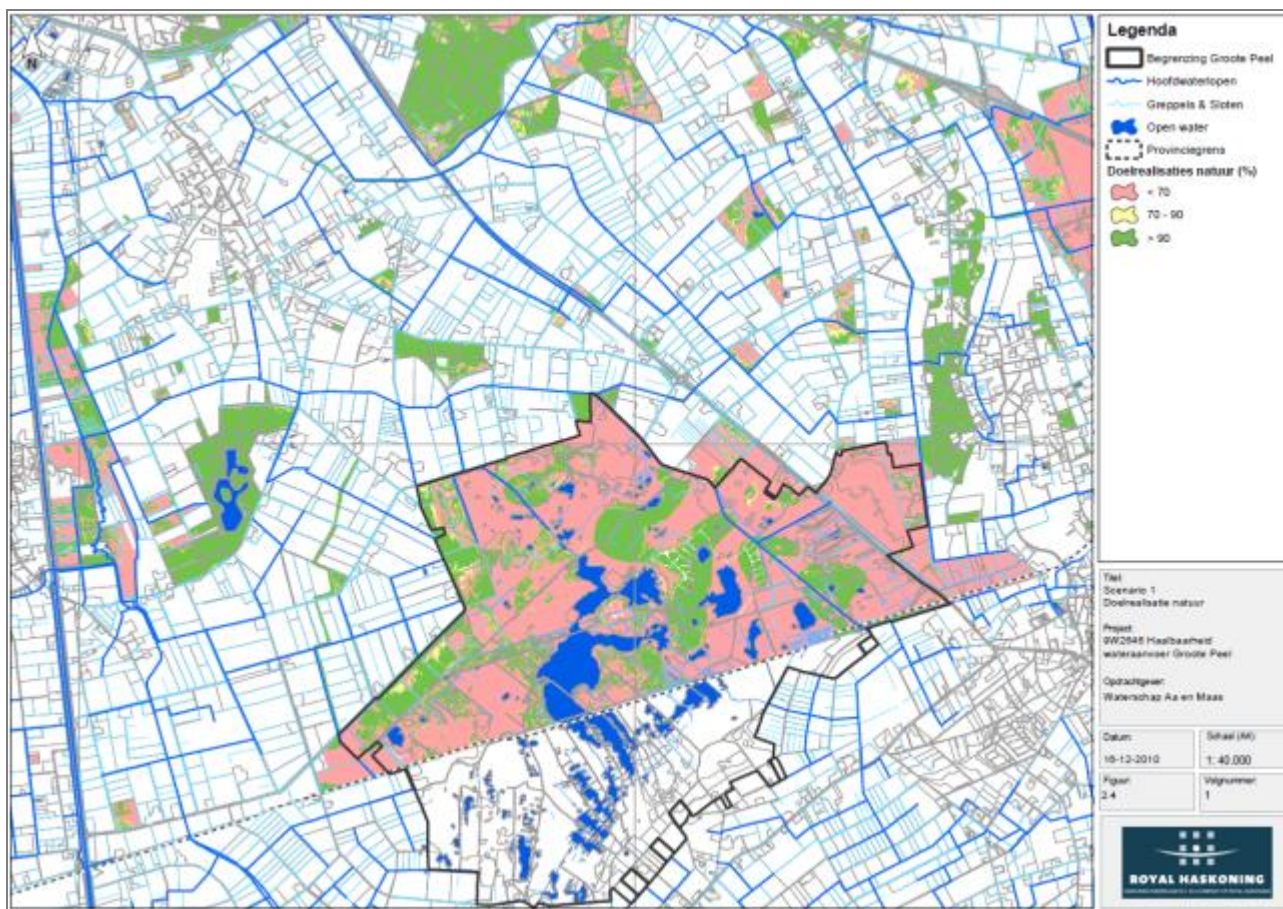 N
Legenda
Begrenzing Groote Peel
Hoofdwaterlopen
Greppels & Sloten
Open water
Provinciegrens
Doelrealisaties natuur (%)
< 70
70 - 90
> 90
Titel:
Scenario 1
Doelrealisatie natuur
Project:
9W2846 Haalbaarheid
wateraanvoer Groote Peel
Opdrachtgever:
Waterschap Aa en Maas
Datum:
Schaal (A4):
16-12-2010
1: 40.000
Figuur:
Volgnummer:
2.4
1
ROYAL HASKONING